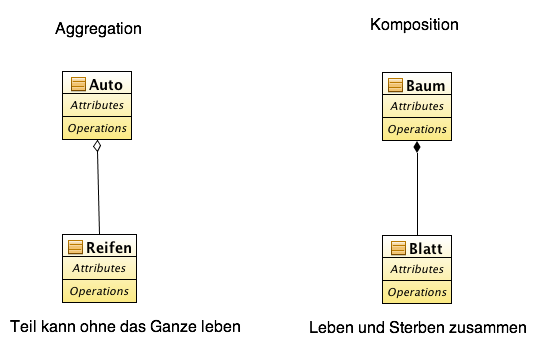 Aggregation
Komposition
Auto
Attributes
Operations
Baum
Attributes
Operations
Reifen
Attributes
Operations
Blatt
Attributes
Operations
Teil kann ohne das Ganze leben
Leben und Sterben zusammen